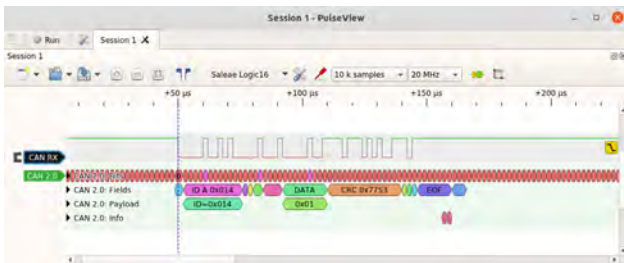 Session 1 - PulseView
Run
Session 1 X
Session 1
Saleae Logic16 10 k samples 20 MHz
+50 µs +100 µs +150 µs +200 µs
CAN RX
CAN 2.0
CAN 2.0: Fields ID A 0x014 DATA CRC 0x7753 EOF
CAN 2.0: Payload ID=0x014 0x01
CAN 2.0: Info